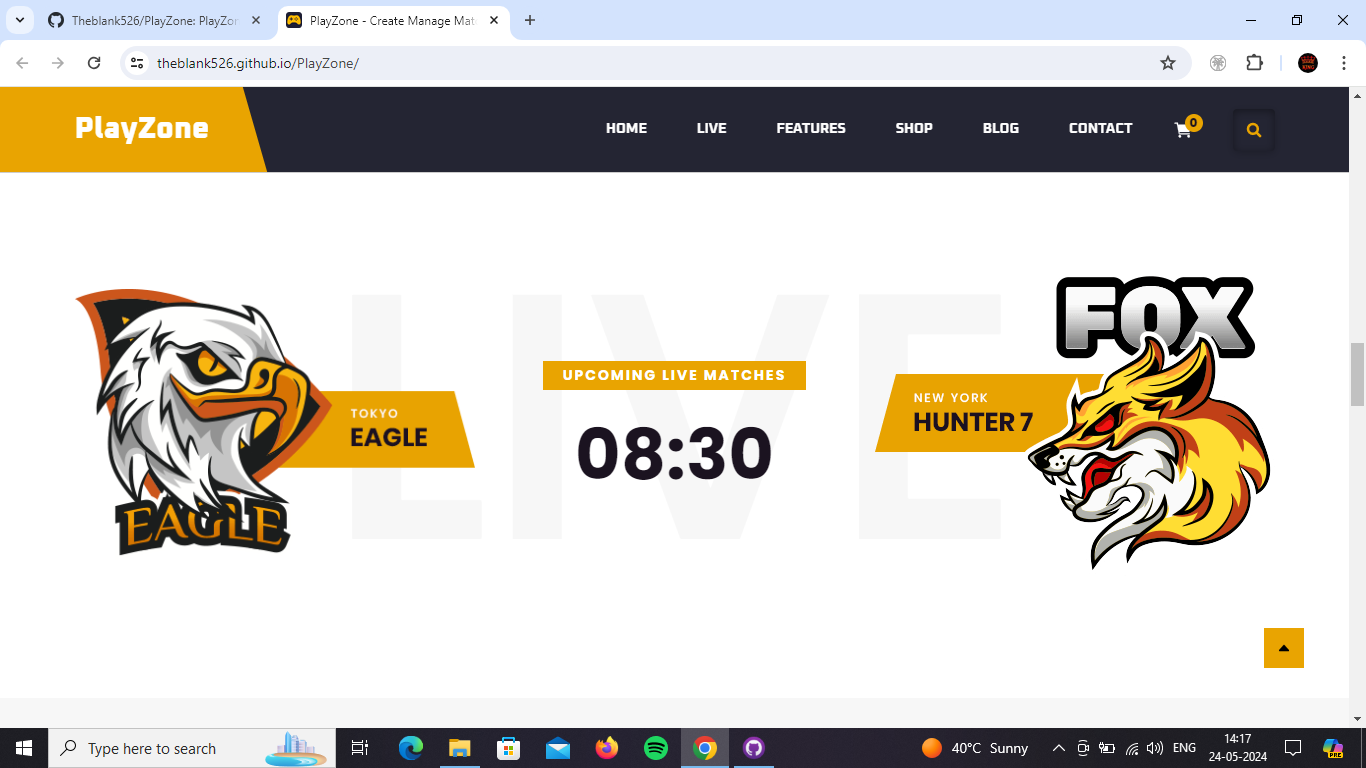 Theblank526/PlayZone: PlayZon
PlayZone - Create Manage Mat
theblank526.github.io/PlayZone/
PlayZone
HOME
LIVE
FEATURES
SHOP
BLOG
CONTACT
0
LIVE
FOX
UPCOMING LIVE MATCHES
TOKYO
EAGLE
08:30
NEW YORK
HUNTER 7
EAGLE
Type here to search
40°C Sunny
ENG
14:17
24-05-2024
PRE